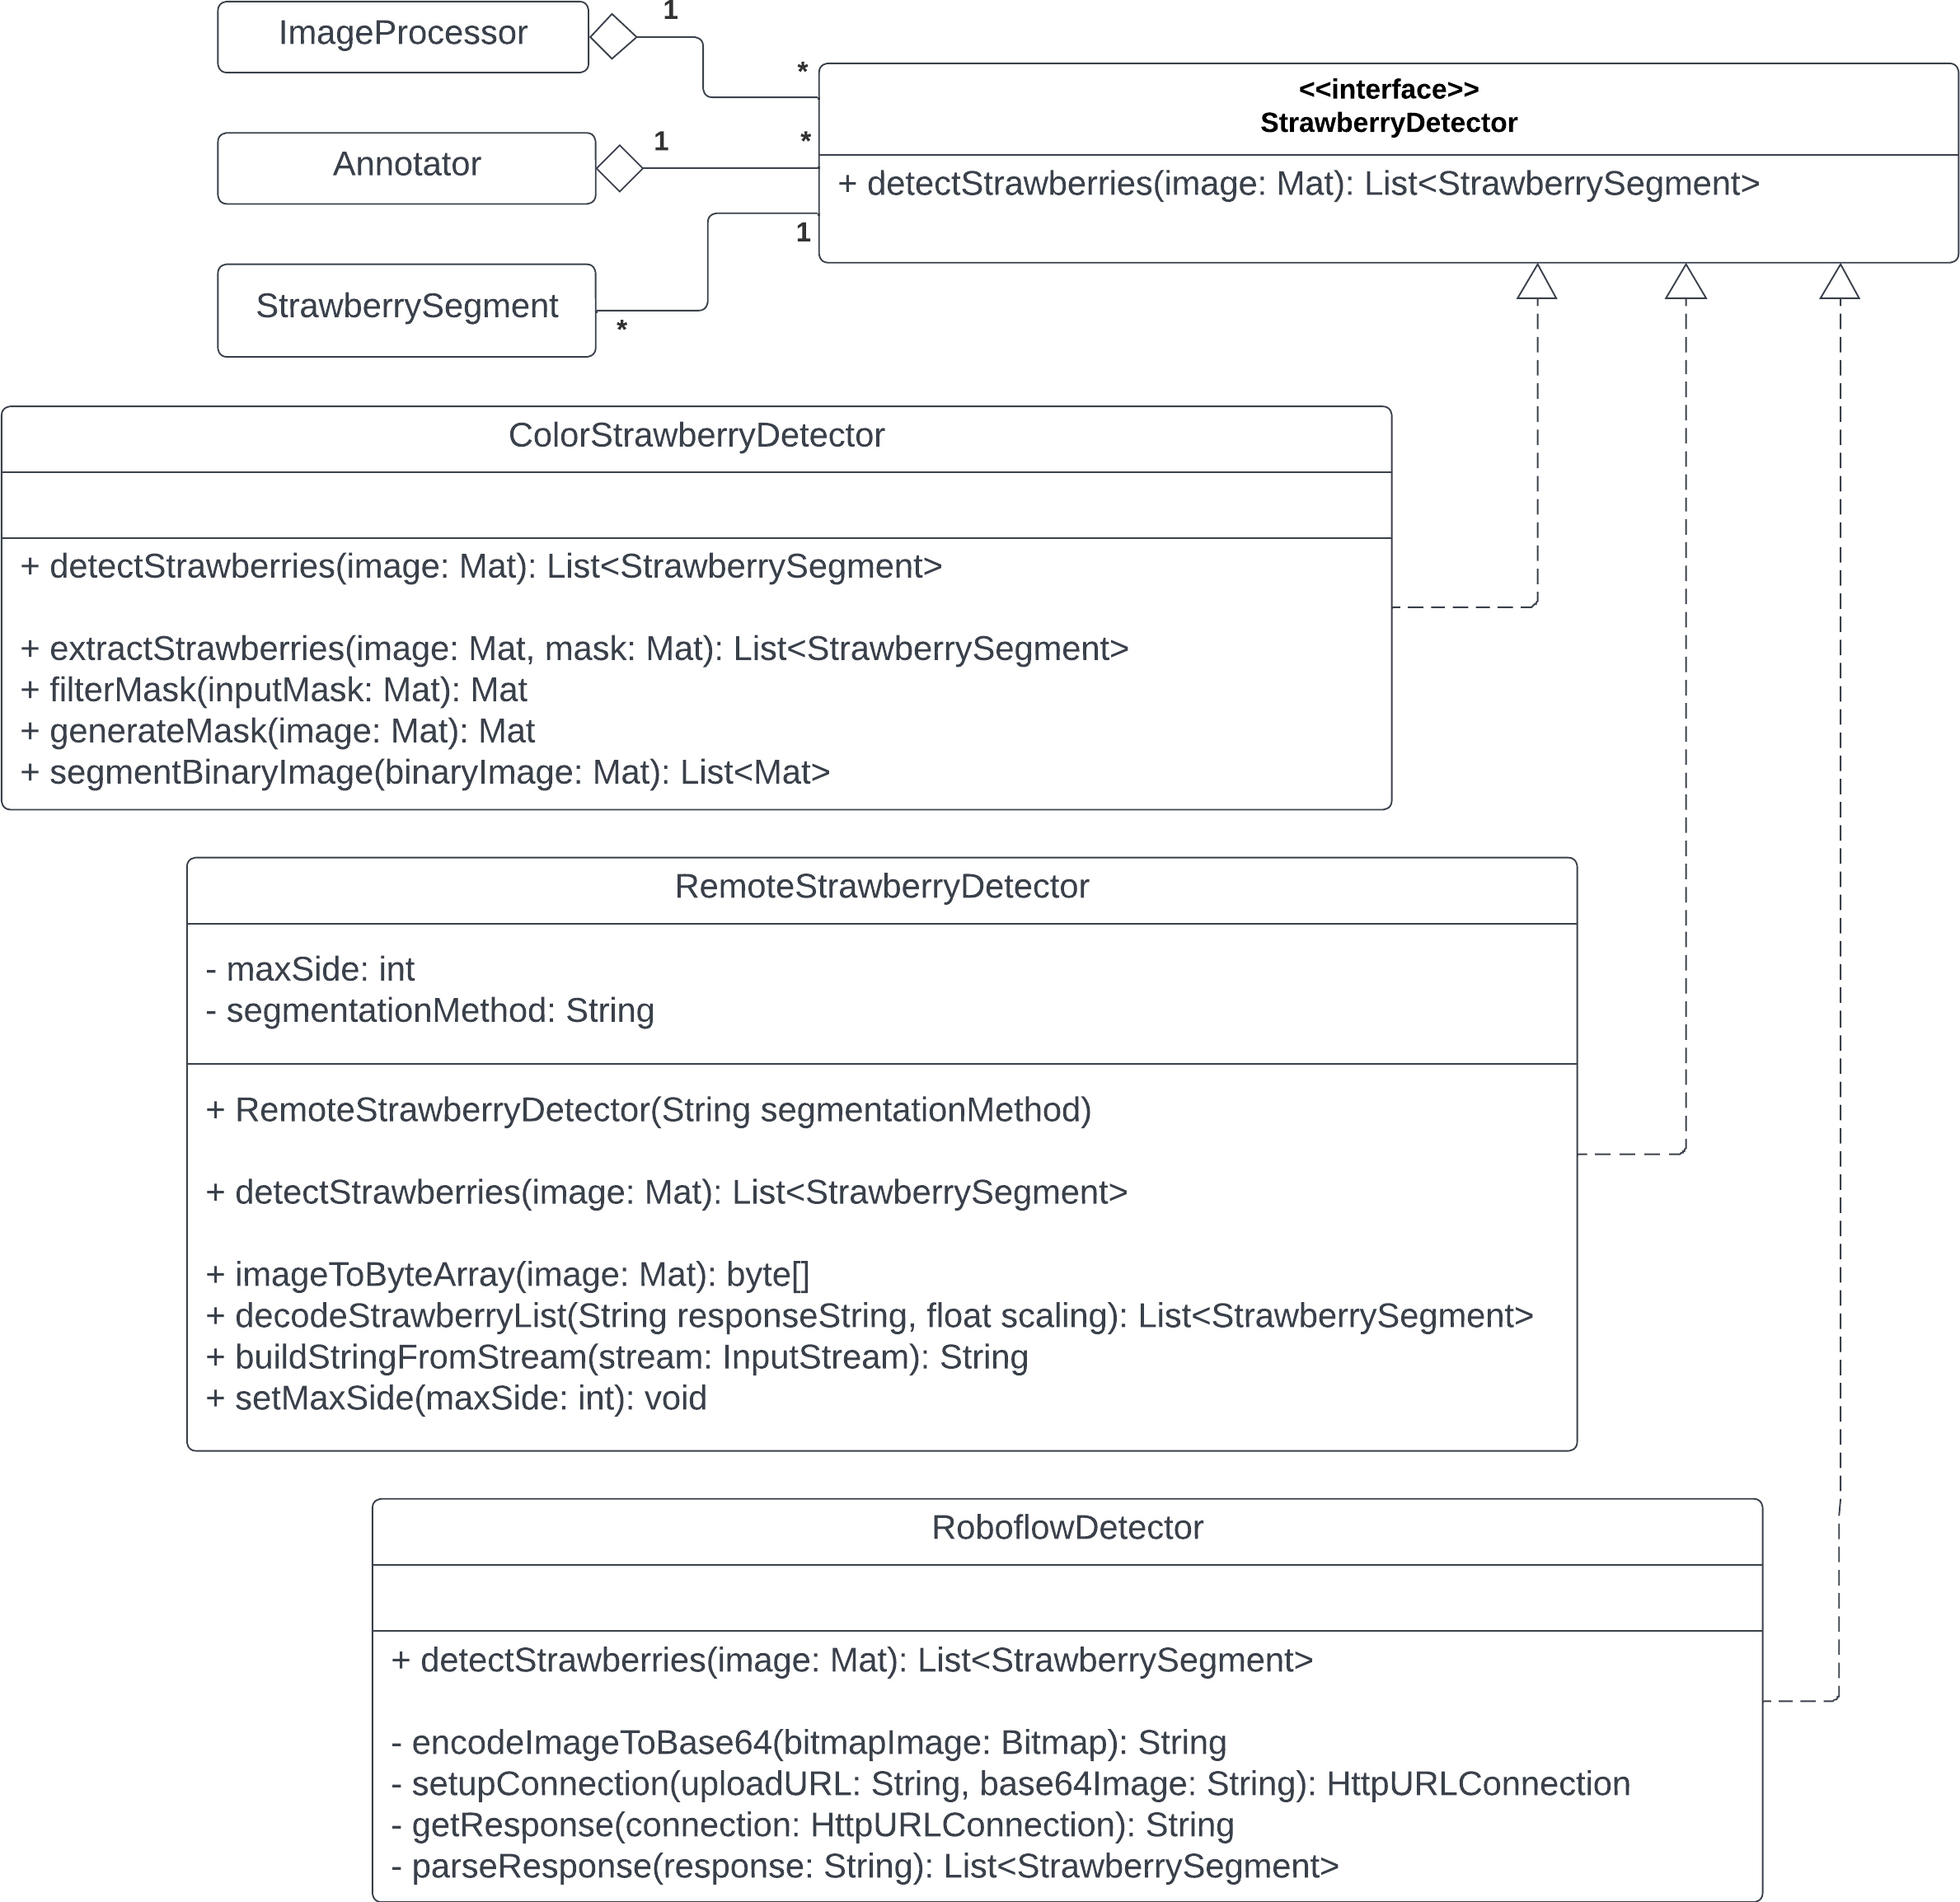 ImageProcessor
1
*
Annotator
1
*
StrawberrySegment
*
1
<<interface>>
StrawberryDetector
+ detectStrawberries(image: Mat): List<StrawberrySegment>
ColorStrawberryDetector
+ detectStrawberries(image: Mat): List<StrawberrySegment>
+ extractStrawberries(image: Mat, mask: Mat): List<StrawberrySegment>
+ filterMask(inputMask: Mat): Mat
+ generateMask(image: Mat): Mat
+ segmentBinaryImage(binaryImage: Mat): List<Mat>
RemoteStrawberryDetector
- maxSide: int
- segmentationMethod: String
+ RemoteStrawberryDetector(String segmentationMethod)
+ detectStrawberries(image: Mat): List<StrawberrySegment>
+ imageToByteArray(image: Mat): byte[]
+ decodeStrawberryList(String responseString, float scaling): List<StrawberrySegment>
+ buildStringFromStream(stream: InputStream): String
+ setMaxSide(maxSide: int): void
RoboflowDetector
+ detectStrawberries(image: Mat): List<StrawberrySegment>
- encodeImageToBase64(bitmapImage: Bitmap): String
- setupConnection(uploadURL: String, base64Image: String): HttpURLConnection
- getResponse(connection: HttpURLConnection): String
- parseResponse(response: String): List<StrawberrySegment>